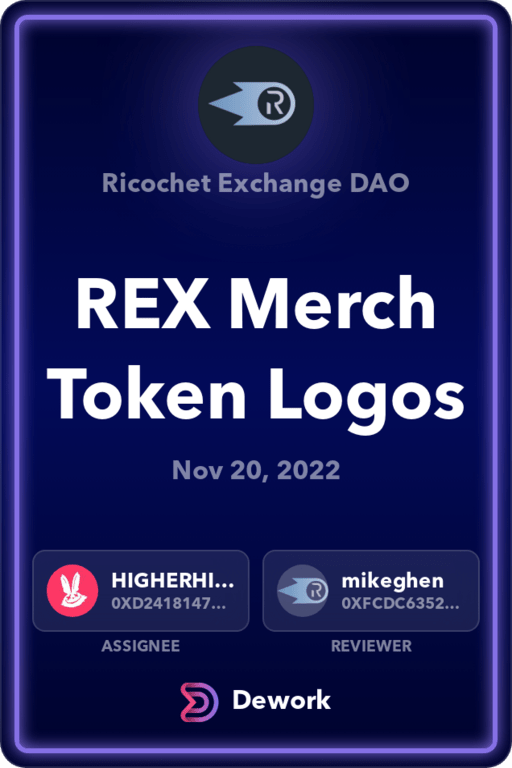 R
Ricochet Exchange DAO
REX Merch
Token Logos
Nov 20, 2022
HIGHERHI...
0XD2418147...
ASSIGNEE
R
mikeghen
0XFCDC6352...
REVIEWER
Dework